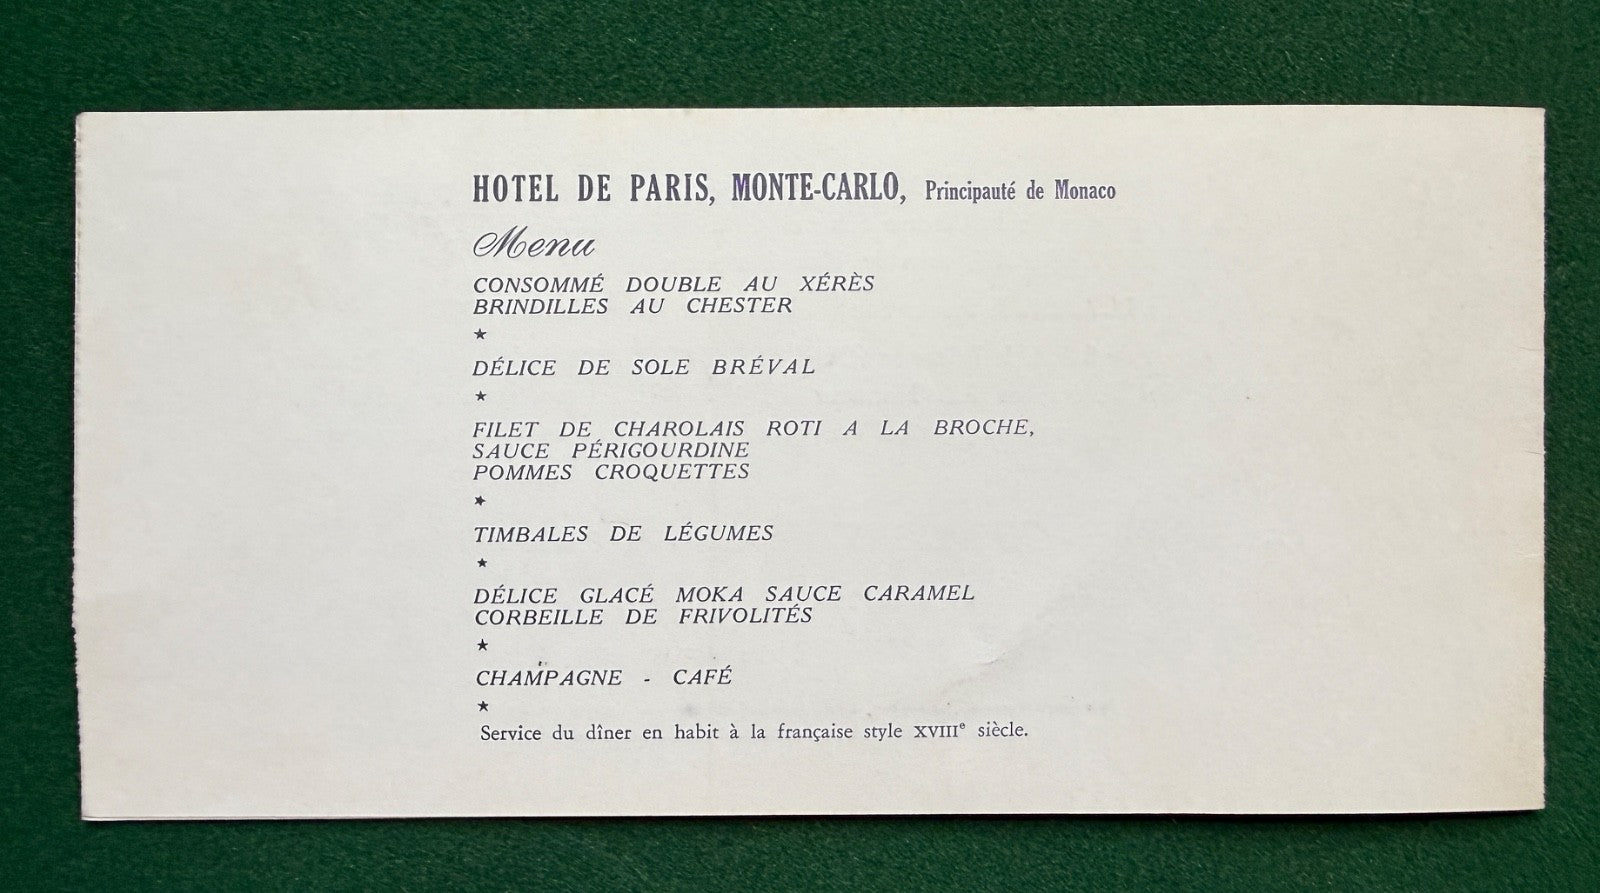 HOTEL DE PARIS, MONTE-CARLO, Principauté de Monaco
Menu
CONSOMMÉ DOUBLE AU XÉRÈS
BRINDILLES AU CHESTER
★
DÉLICE DE SOLE BRÉVAL
★
FILET DE CHAROLAIS ROTI A LA BROCHE,
SAUCE PÉRIGOURDINE
POMMES CROQUETTES
★
TIMBALES DE LÉGUMES
★
DÉLICE GLACÉ MOKA SAUCE CARAMEL
CORBEILLE DE FRIVOLITÉS
★
CHAMPAGNE - CAFÉ
★
Service du dîner en habit à la française style XVIIIe siècle.